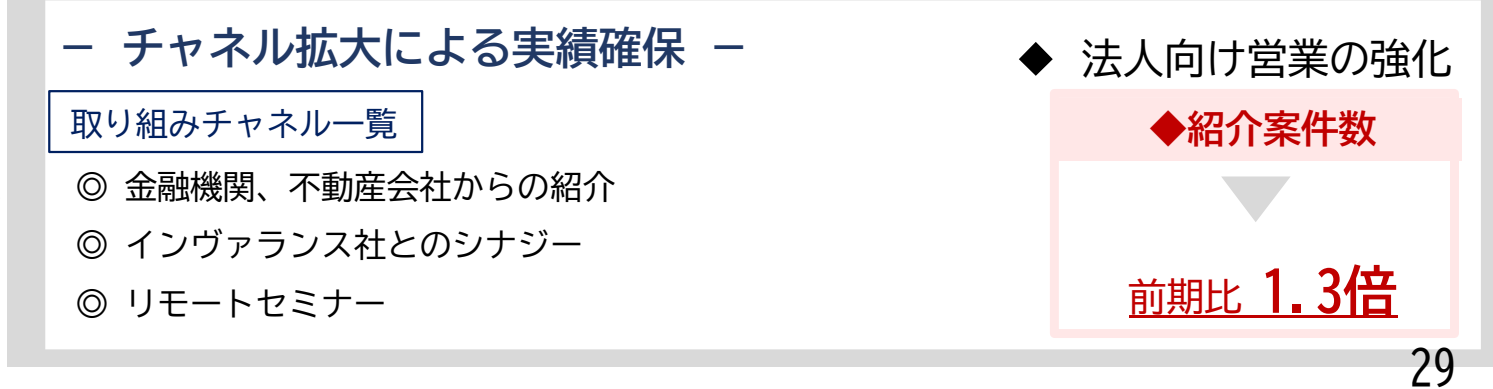 － チャネル拡大による実績確保 －
取り組みチャネル一覧
◎ 金融機関、不動産会社からの紹介
◎ インヴァランス社とのシナジー
◎ リモートセミナー
◆ 法人向け営業の強化
◆紹介案件数
前期比 1.3倍
29